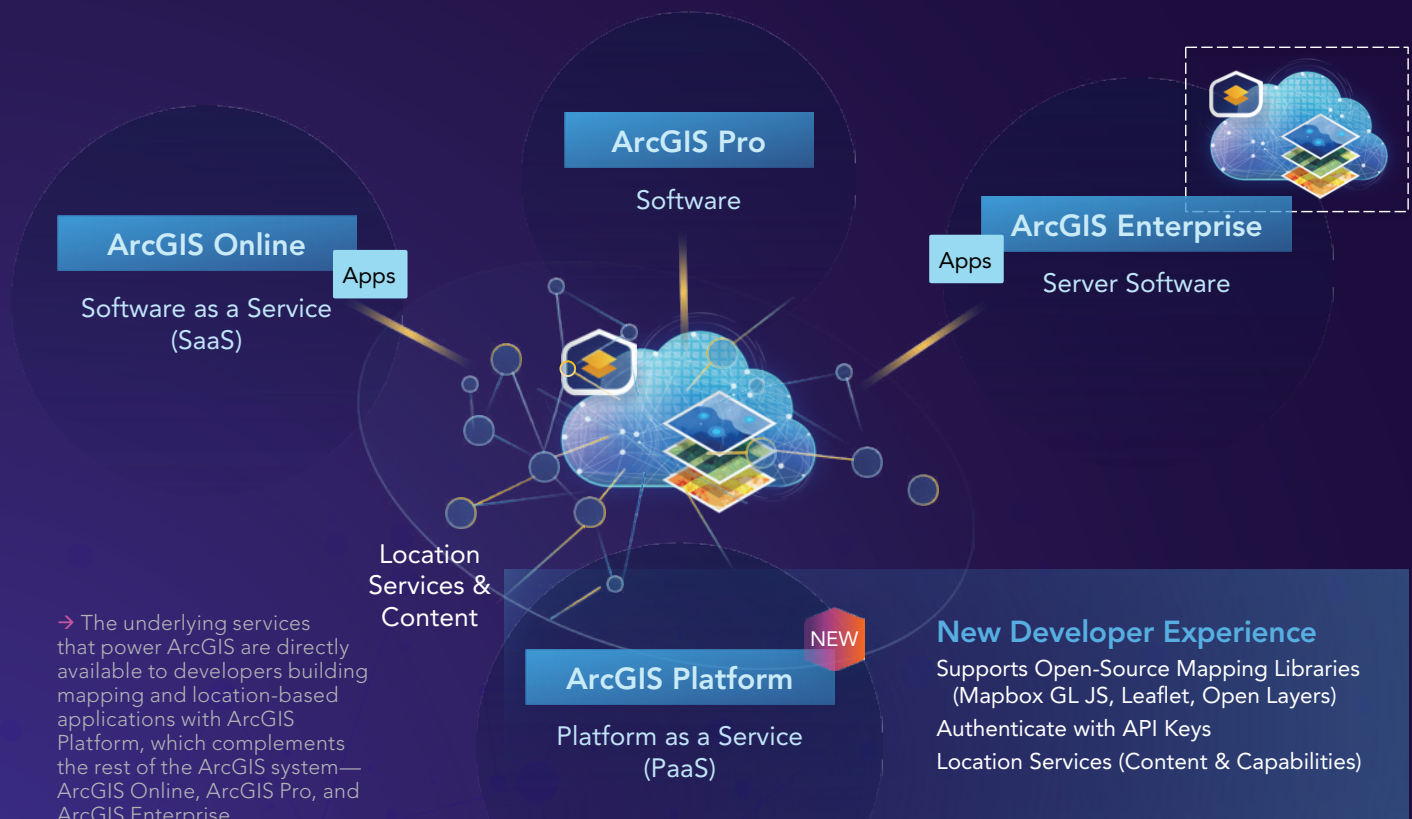 ArcGIS Pro
Software
ArcGIS Online
Apps
Software as a Service
(SaaS)
ArcGIS Enterprise
Apps
Server Software
Location
Services &
Content
→ The underlying services
that power ArcGIS are directly
available to developers building
mapping and location-based
applications with ArcGIS
Platform, which complements
the rest of the ArcGIS system—
ArcGIS Online, ArcGIS Pro, and
ArcGIS Enterprise
NEW
ArcGIS Platform
Platform as a Service
(PaaS)
New Developer Experience
Supports Open-Source Mapping Libraries
(Mapbox GL JS, Leaflet, Open Layers)
Authenticate with API Keys
Location Services (Content & Capabilities)